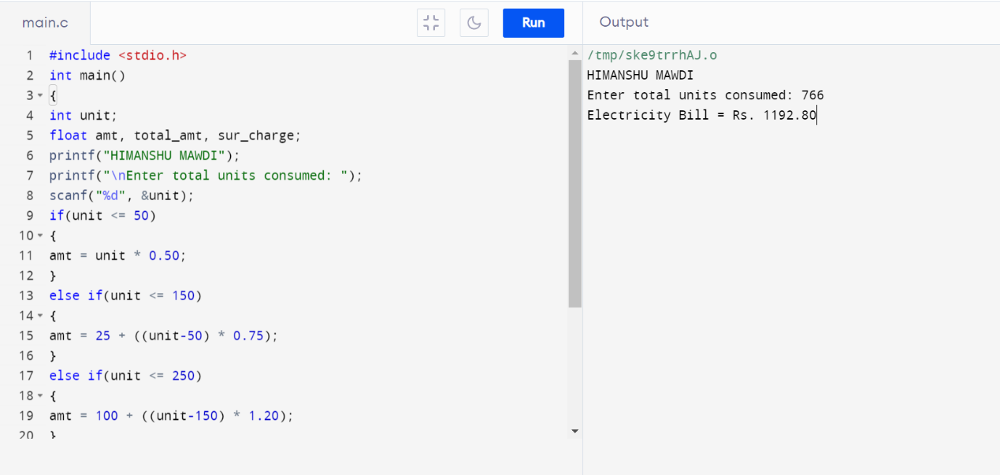 main.c
Run
Output
1 #include <stdio.h>
2 int main()
3 {
4 int unit;
5 float amt, total_amt, sur_charge;
6 printf("HIMANSHU MAWDI");
7 printf("\nEnter total units consumed: ");
8 scanf("%d", &unit);
9 if(unit <= 50)
10 {
11 amt = unit * 0.50;
12 }
13 else if(unit <= 150)
14 {
15 amt = 25 + ((unit-50) * 0.75);
16 }
17 else if(unit <= 250)
18 {
19 amt = 100 + ((unit-150) * 1.20);
20 }
/tmp/ske9trrhAJ.o
HIMANSHU MAWDI
Enter total units consumed: 766
Electricity Bill = Rs. 1192.80